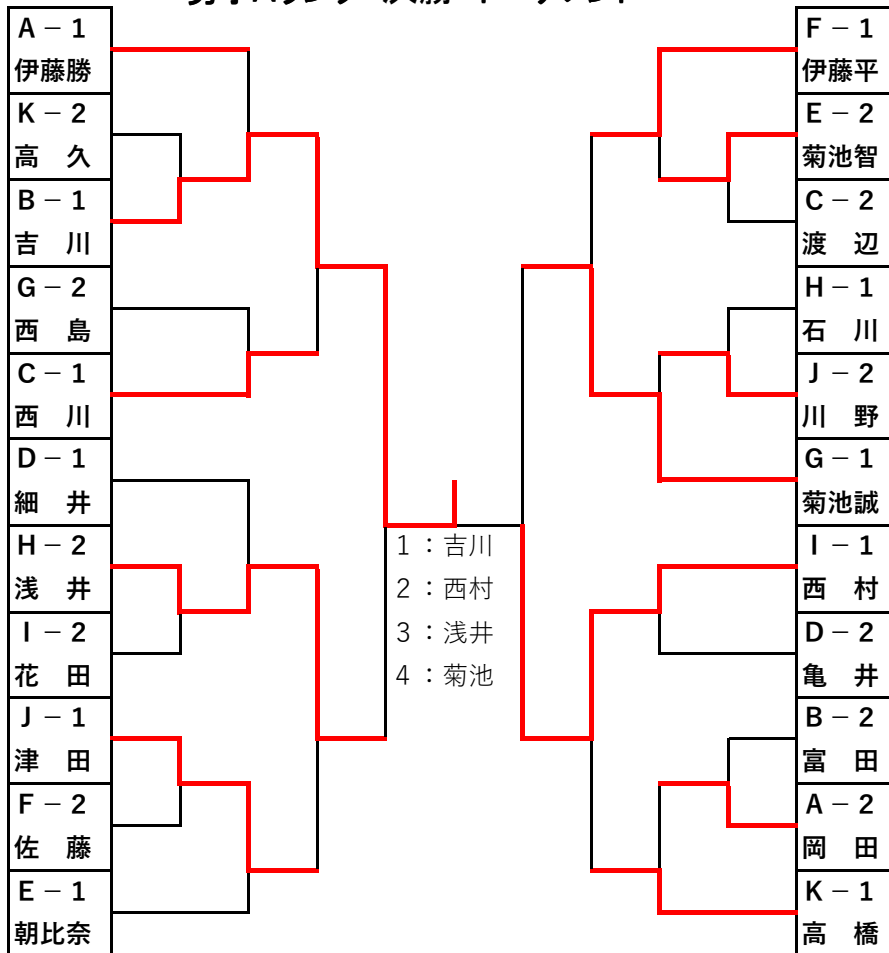 A－1
伊藤勝
K－2
高　久
B－1
吉　川
G－2
西　島
C－1
西　川
D－1
細　井
H－2
浅　井
I－2
花　田
J－1
津　田
F－2
佐　藤
E－1
朝比奈
1：吉川
2：西村
3：浅井
4：菊池
F－1
伊藤平
E－2
菊池智
C－2
渡　辺
H－1
石　川
J－2
川　野
G－1
菊池誠
I－1
西　村
D－2
亀　井
B－2
富　田
A－2
岡　田
K－1
高　橋